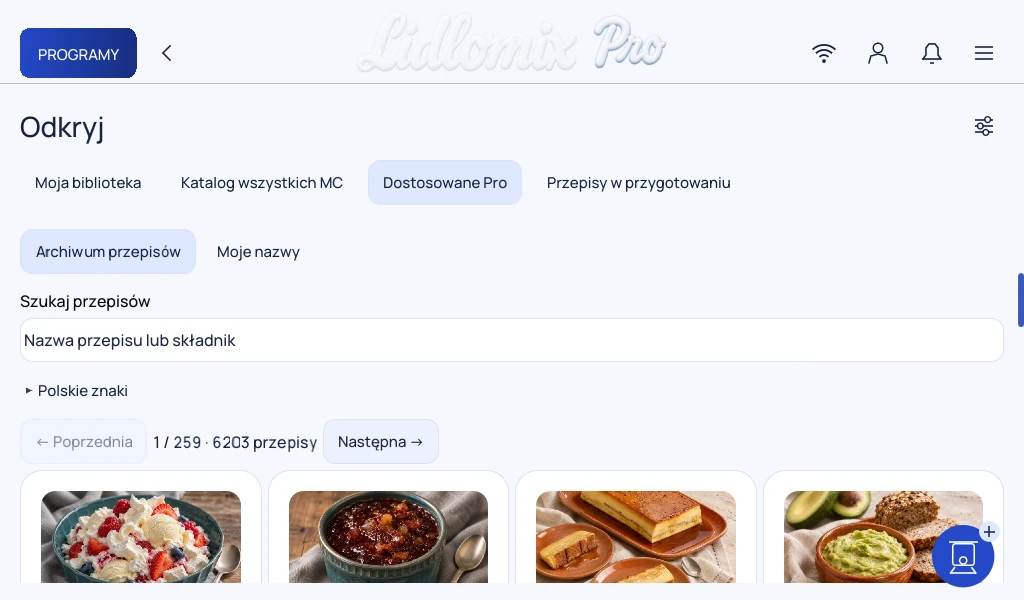 PROGRAMY
Lidlomix Pro
Odkryj
Moja biblioteka
Katalog wszystkich MC
Dostosowane Pro
Przepisy w przygotowaniu
Archiwum przepisów
Moje nazwy
Szukaj przepisów
Nazwa przepisu lub składnik
▸ Polskie znaki
← Poprzednia
1 / 259 · 6203 przepisy
Następna →